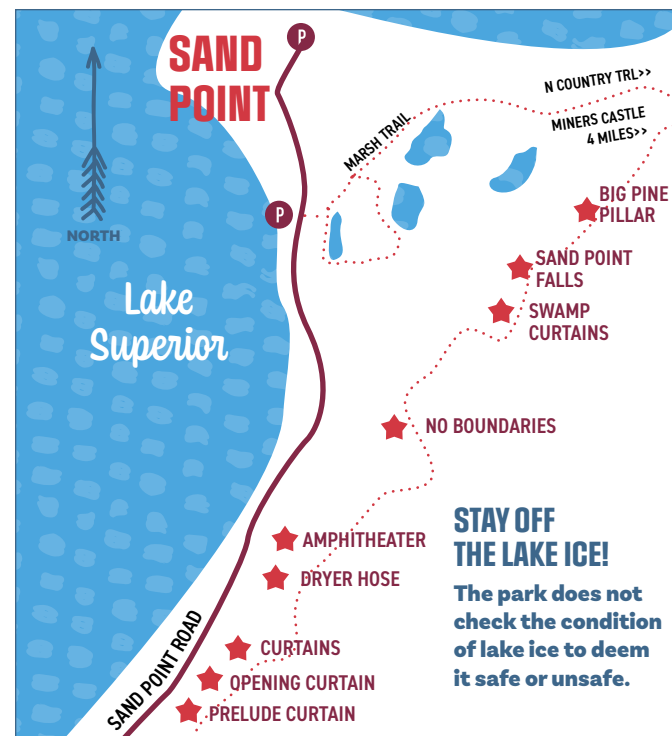 P
SAND
POINT
N COUNTRY TRL>>
MINERS CASTLE
4 MILES>>
MARSH TRAIL
P
BIG PINE
PILLAR
NORTH
SAND POINT
FALLS
Lake
Superior
SWAMP
CURTAINS
NO BOUNDARIES
STAY OFF
THE LAKE ICE!
The park does not
check the condition
of lake ice to deem
it safe or unsafe.
AMPHITHEATER
DRYER HOSE
CURTAINS
OPENING CURTAIN
PRELUDE CURTAIN
SAND POINT ROAD